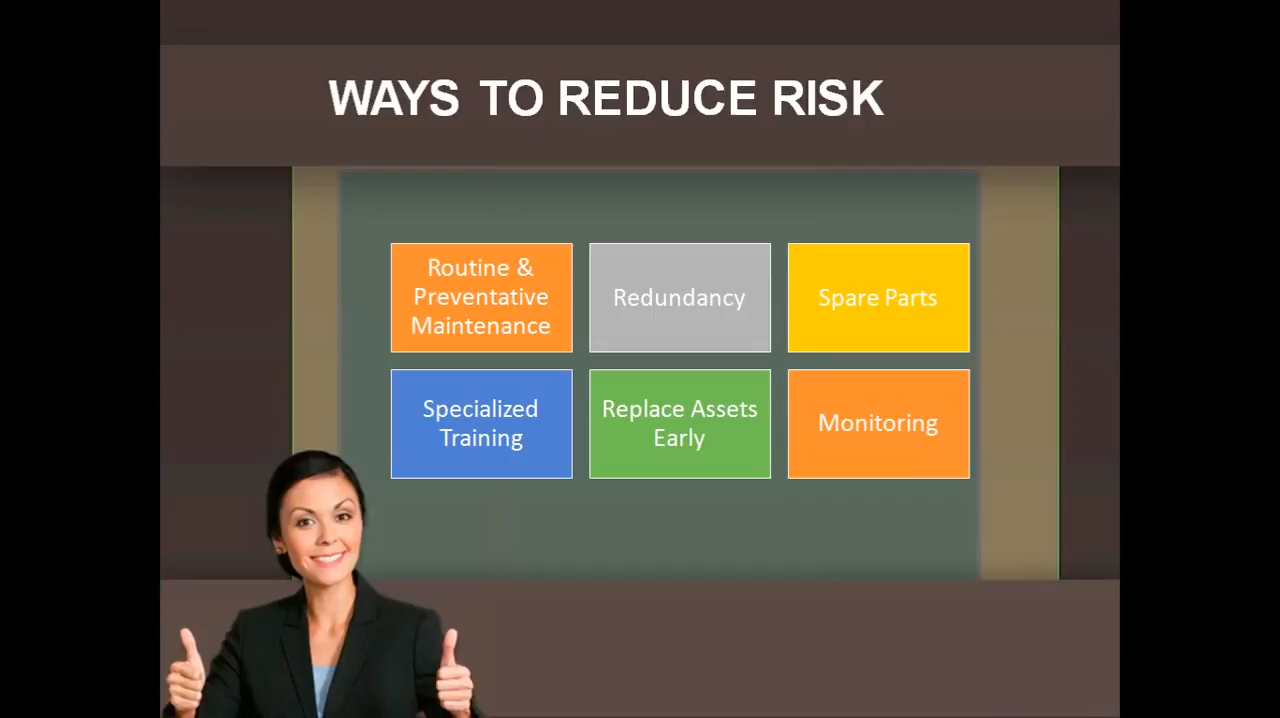 WAYS TO REDUCE RISK
Routine &
Preventative
Maintenance
Redundancy
Spare Parts
Specialized
Training
Replace Assets
Early
Monitoring